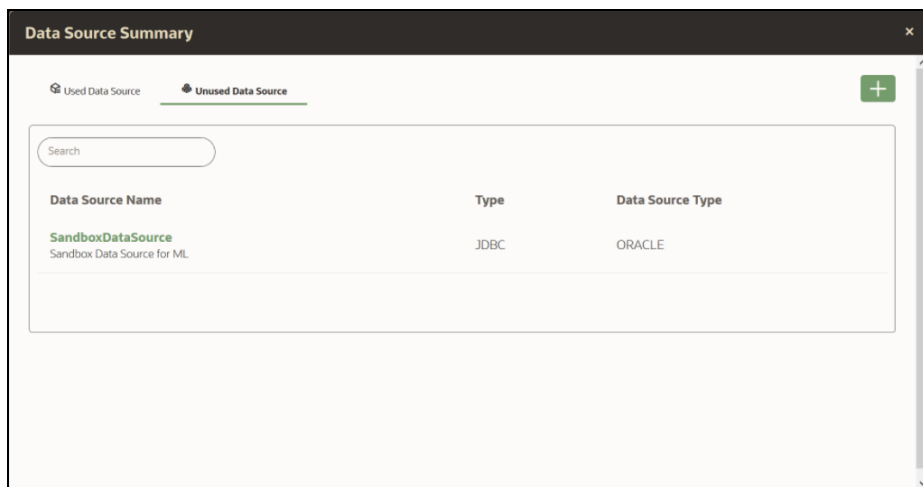 Data Source Summary ×
Used Data Source Unused Data Source +
Search
Data Source Name Type Data Source Type
SandboxDataSource JDBC ORACLE
Sandbox Data Source for ML